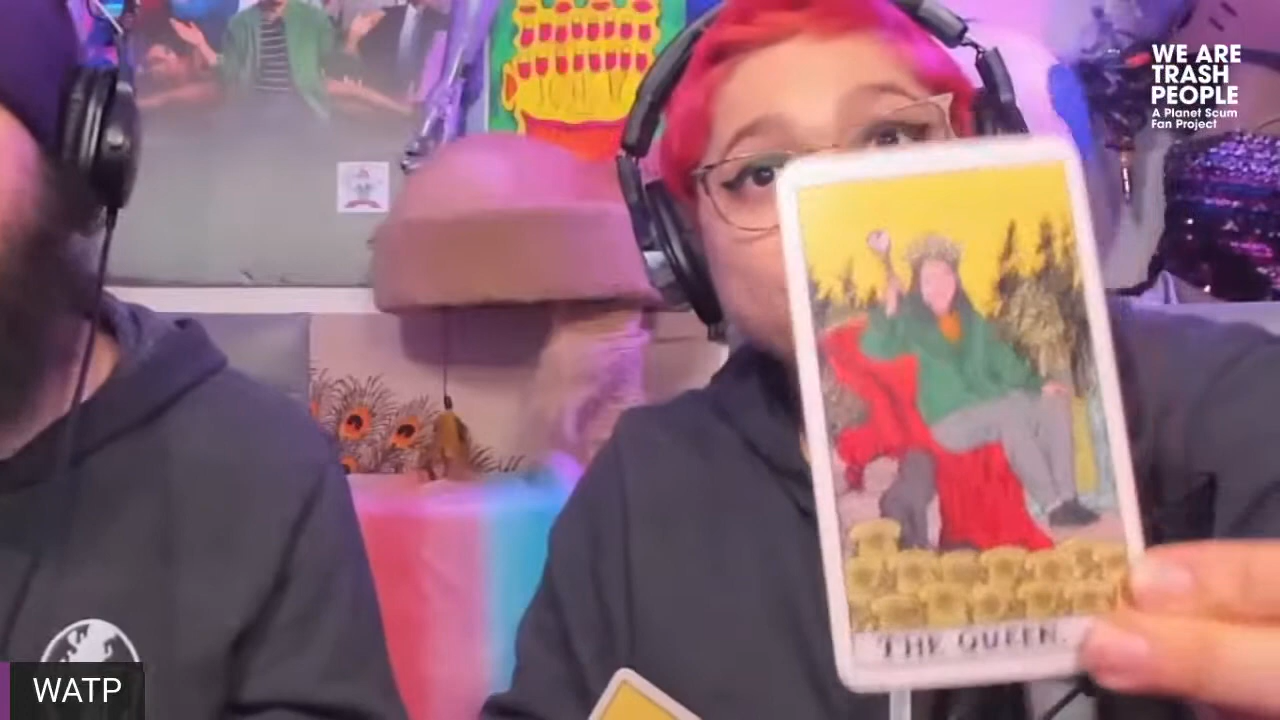 WE ARE
TRASH
PEOPLE
A Planet Scum
Fan Project
THE QUEEN.
WATP